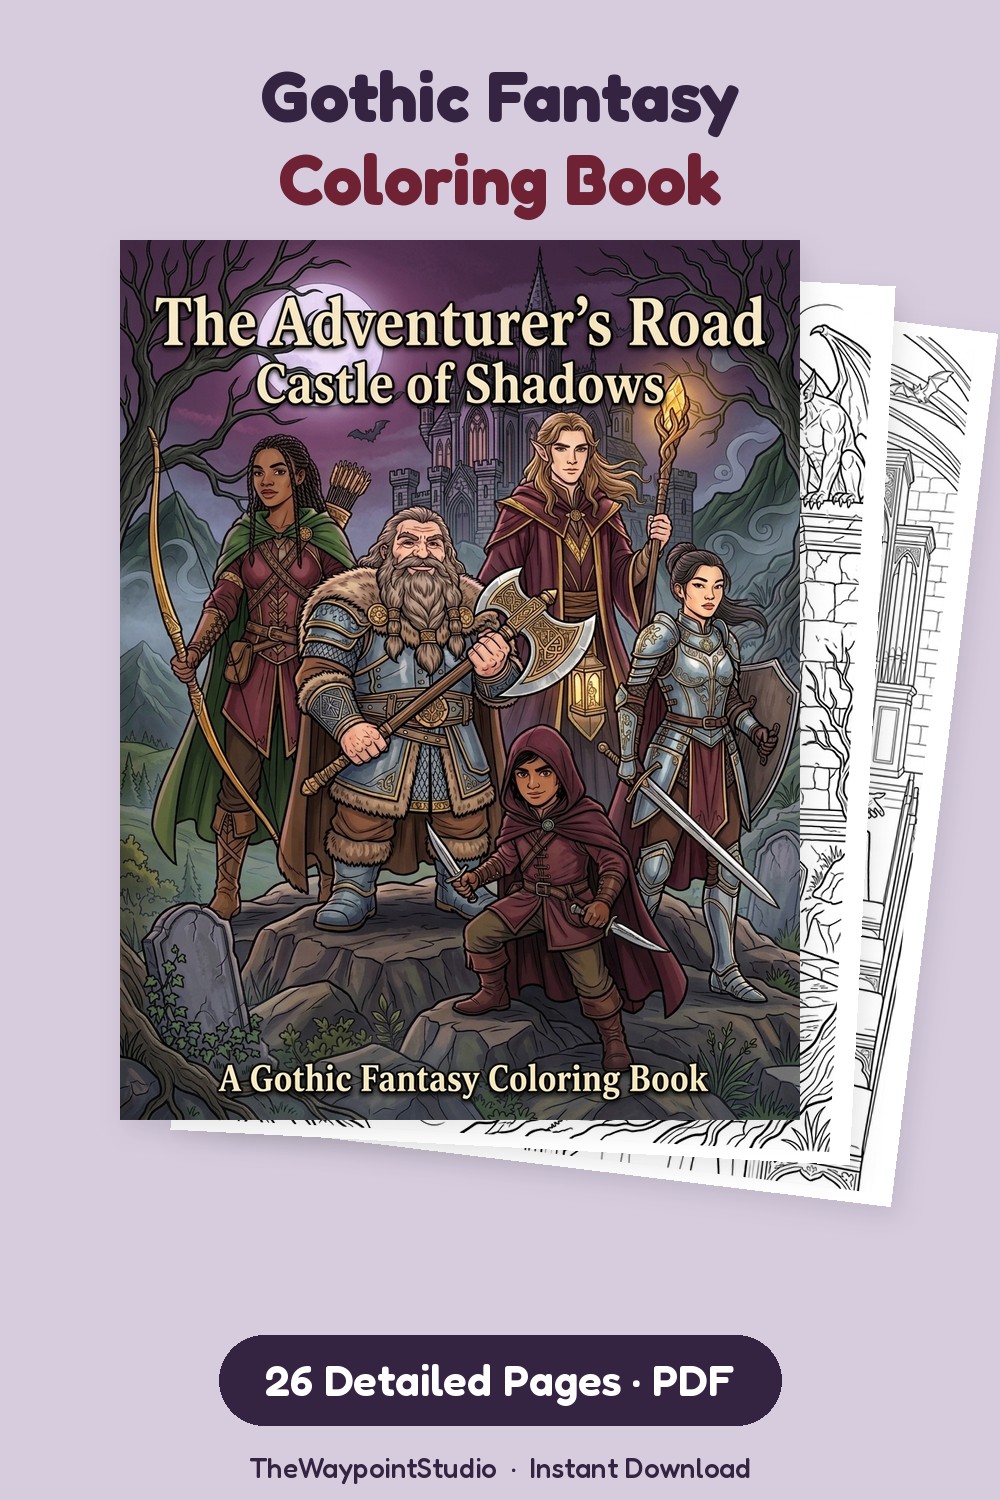 Gothic Fantasy
Coloring Book
The Adventurer's Road
Castle of Shadows
A Gothic Fantasy Coloring Book
26 Detailed Pages · PDF
TheWaypointStudio · Instant Download